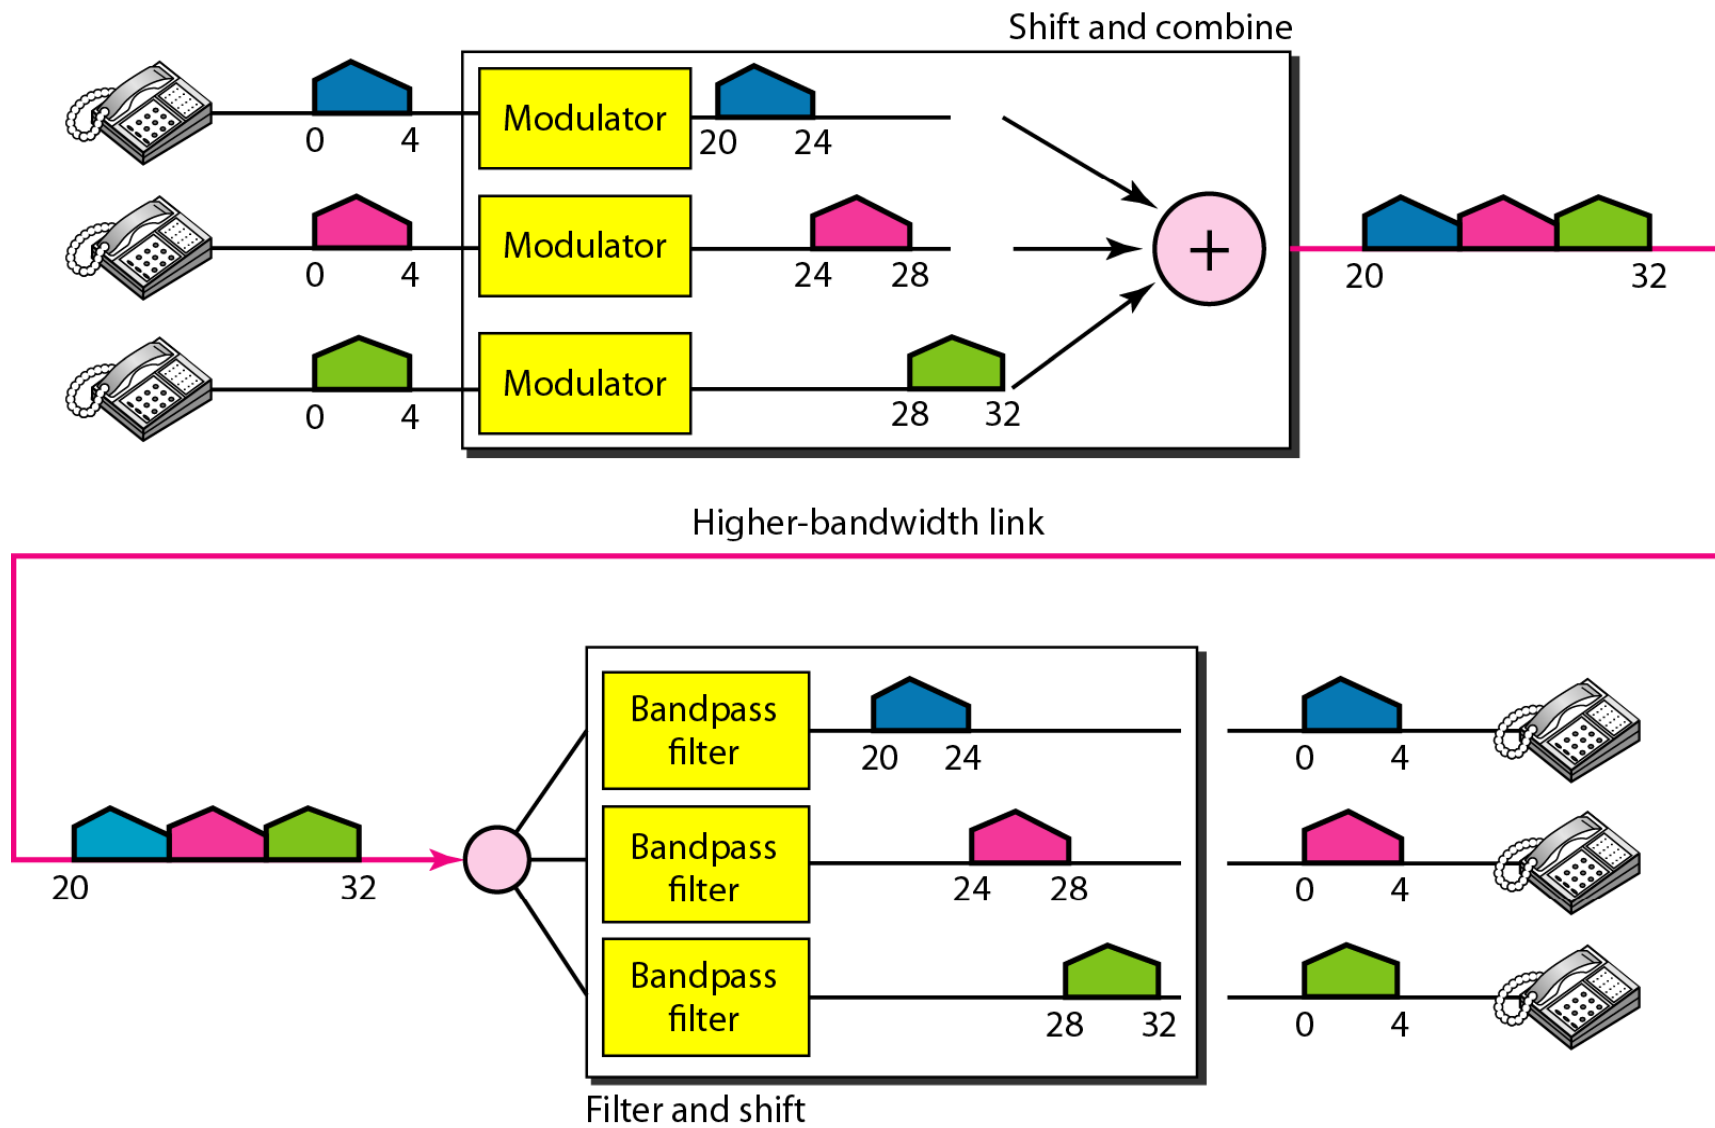 Shift and combine
0 4
Modulator
20 24
0 4
Modulator
24 28
+
20 32
0 4
Modulator
28 32
Higher-bandwidth link
Bandpass
filter
20 24
0 4
20 32
Bandpass
filter
24 28
0 4
Bandpass
filter
28 32
0 4
Filter and shift